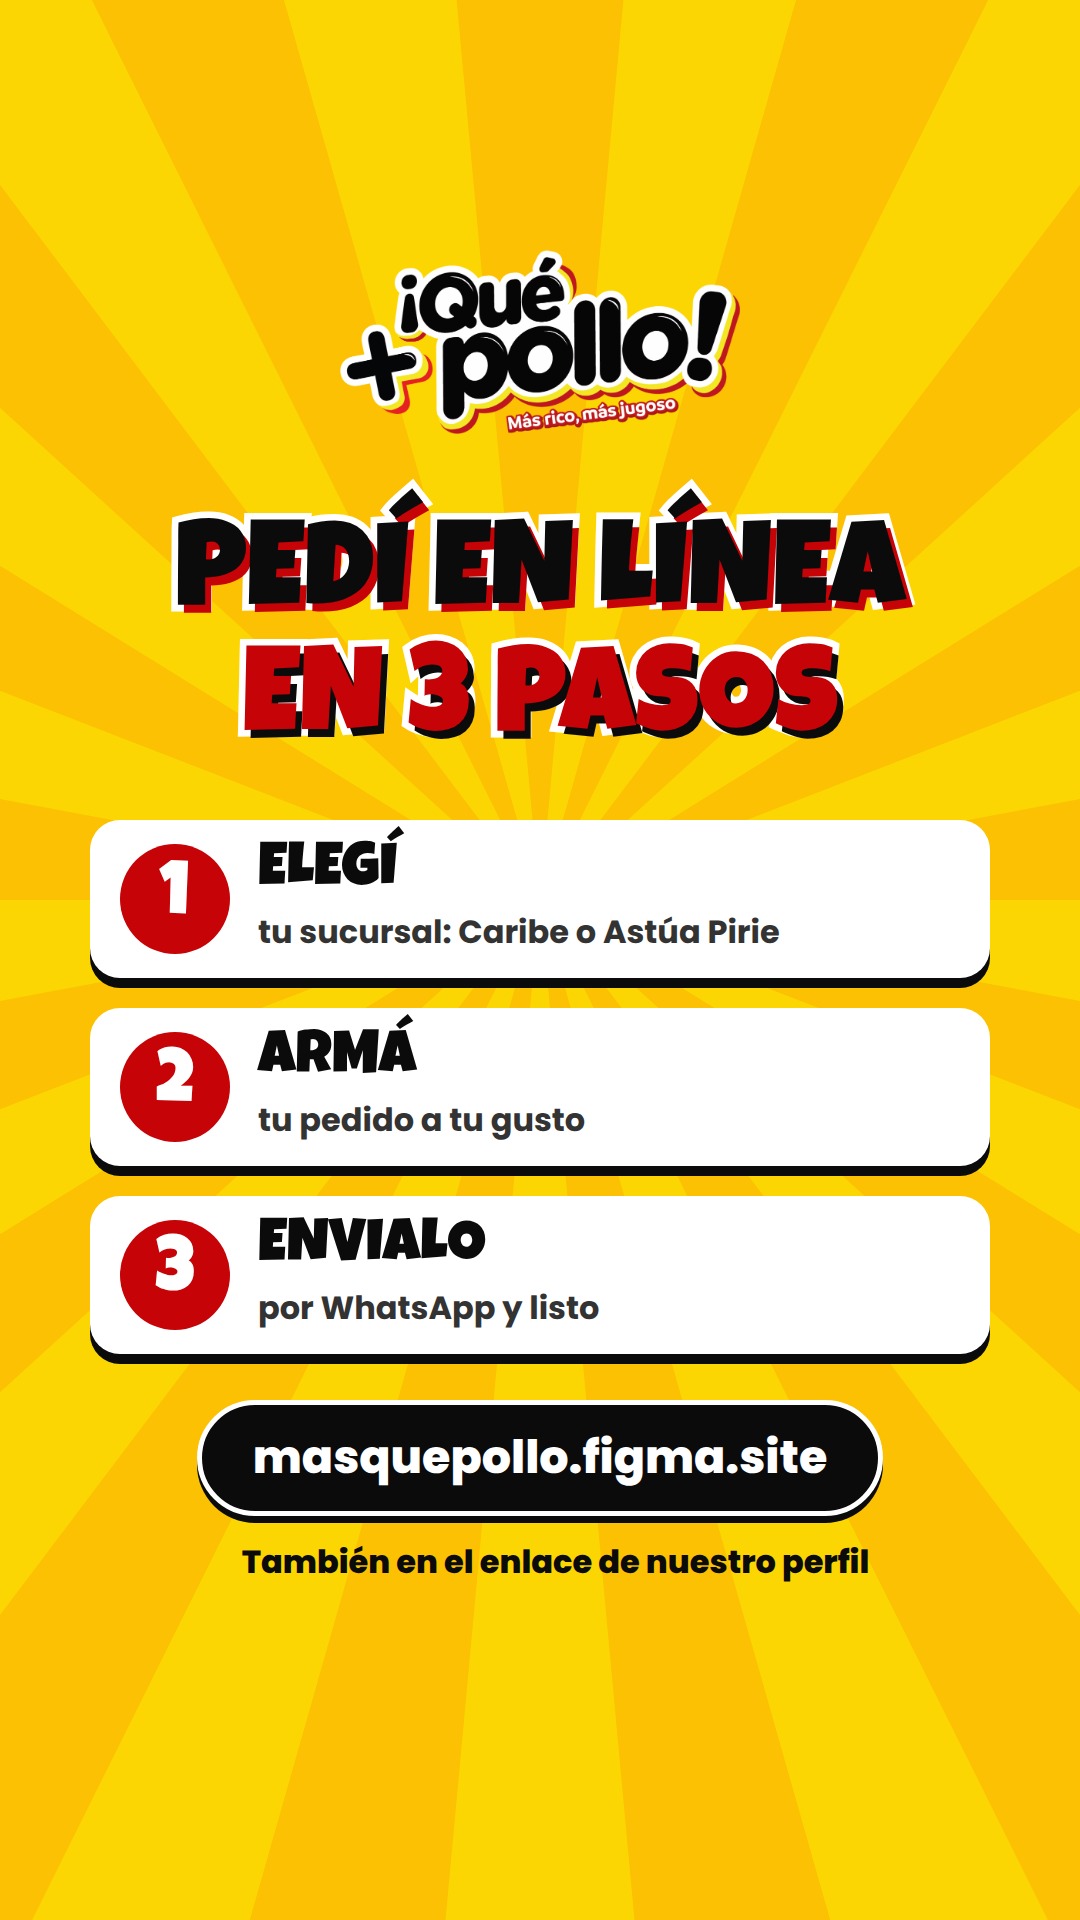 ¡Qué
+ pollo!
Más rico, más jugoso
PEDÍ EN LÍNEA
EN 3 PASOS
1
ELEGÍ
tu sucursal: Caribe o Astúa Pirie
2
ARMÁ
tu pedido a tu gusto
3
ENVIALO
por WhatsApp y listo
masquepollo.figma.site
También en el enlace de nuestro perfil